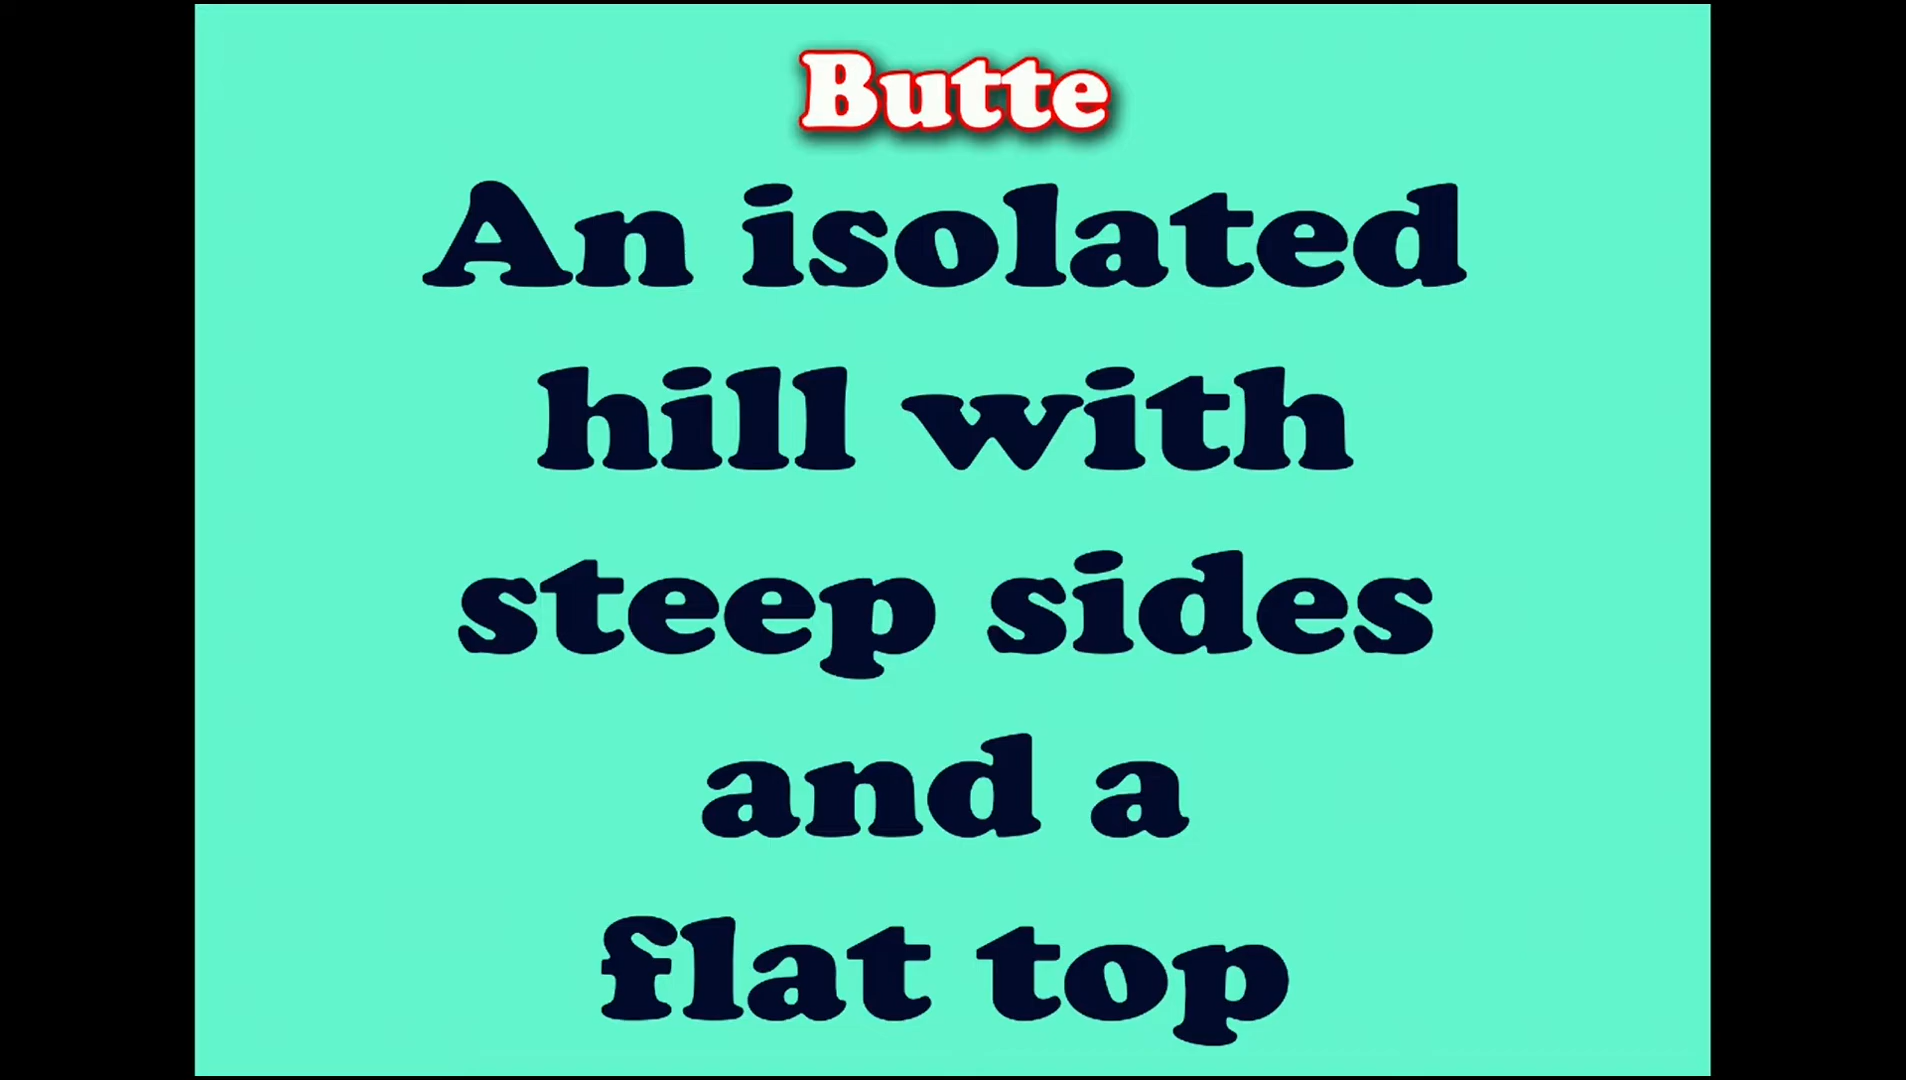 Butte
An isolated
hill with
steep sides
and a
flat top